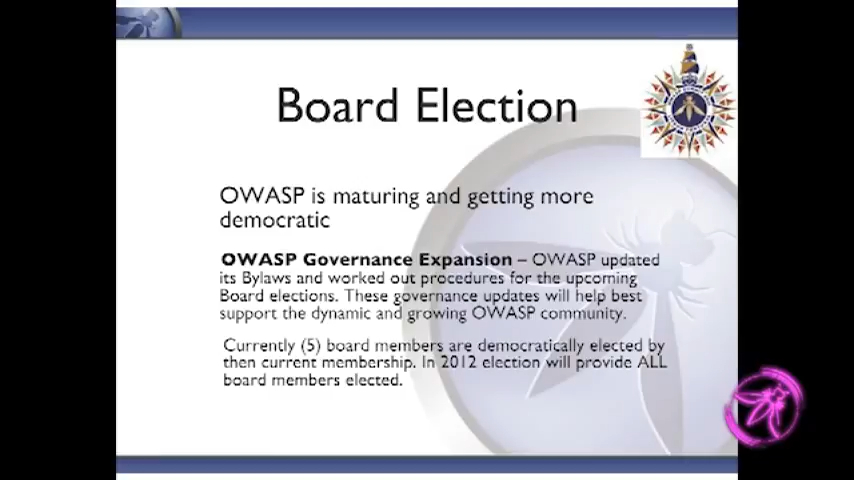 Board Election
OWASP is maturing and getting more
democratic
OWASP Governance Expansion – OWASP updated
its Bylaws and worked out procedures for the upcoming
Board elections. These governance updates will help best
support the dynamic and growing OWASP community.
Currently (5) board members are democratically elected by
then current membership. In 2012 election will provide ALL
board members elected.